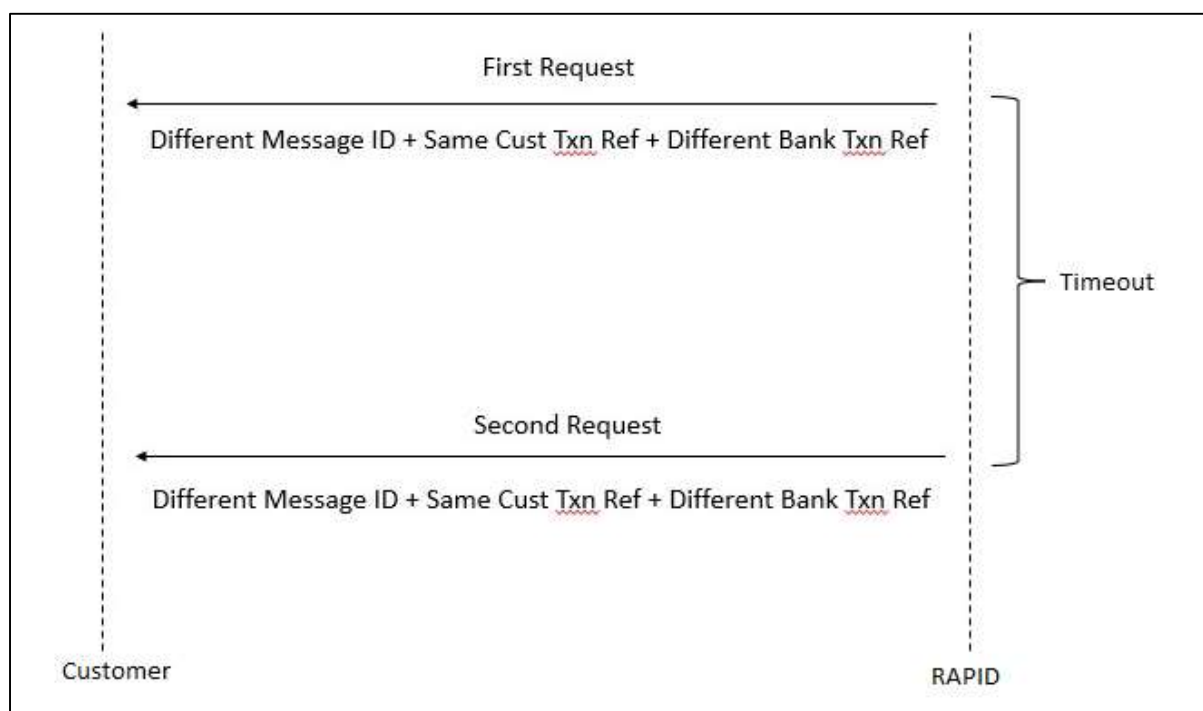 First Request
Different Message ID + Same Cust Txn Ref + Different Bank Txn Ref
Timeout
Second Request
Different Message ID + Same Cust Txn Ref + Different Bank Txn Ref
Customer
RAPID